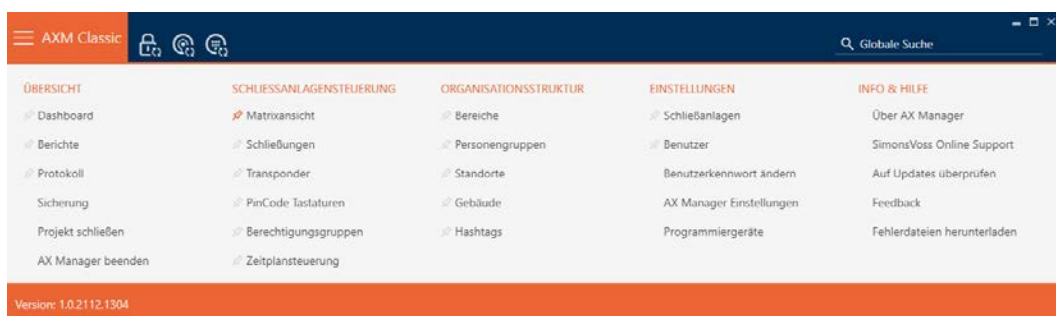 AXM Classic
Globale Suche
ÜBERSICHT
Dashboard
Berichte
Protokoll
Sicherung
Projekt schließen
AX Manager beenden
SCHLIESSANLAGENSTEUERUNG
Matrixansicht
Schließungen
Transponder
PinCode Tastaturen
Berechtigungsgruppen
Zeitplansteuerung
ORGANISATIONSSTRUKTUR
Bereiche
Personengruppen
Standorte
Gebäude
Hashtags
EINSTELLUNGEN
Schließanlagen
Benutzer
Benutzerkennwort ändern
AX Manager Einstellungen
Programmiergeräte
INFO & HILFE
Über AX Manager
SimonsVoss Online Support
Auf Updates überprüfen
Feedback
Fehlerdateien herunterladen
Version: 1.0.2112.1304